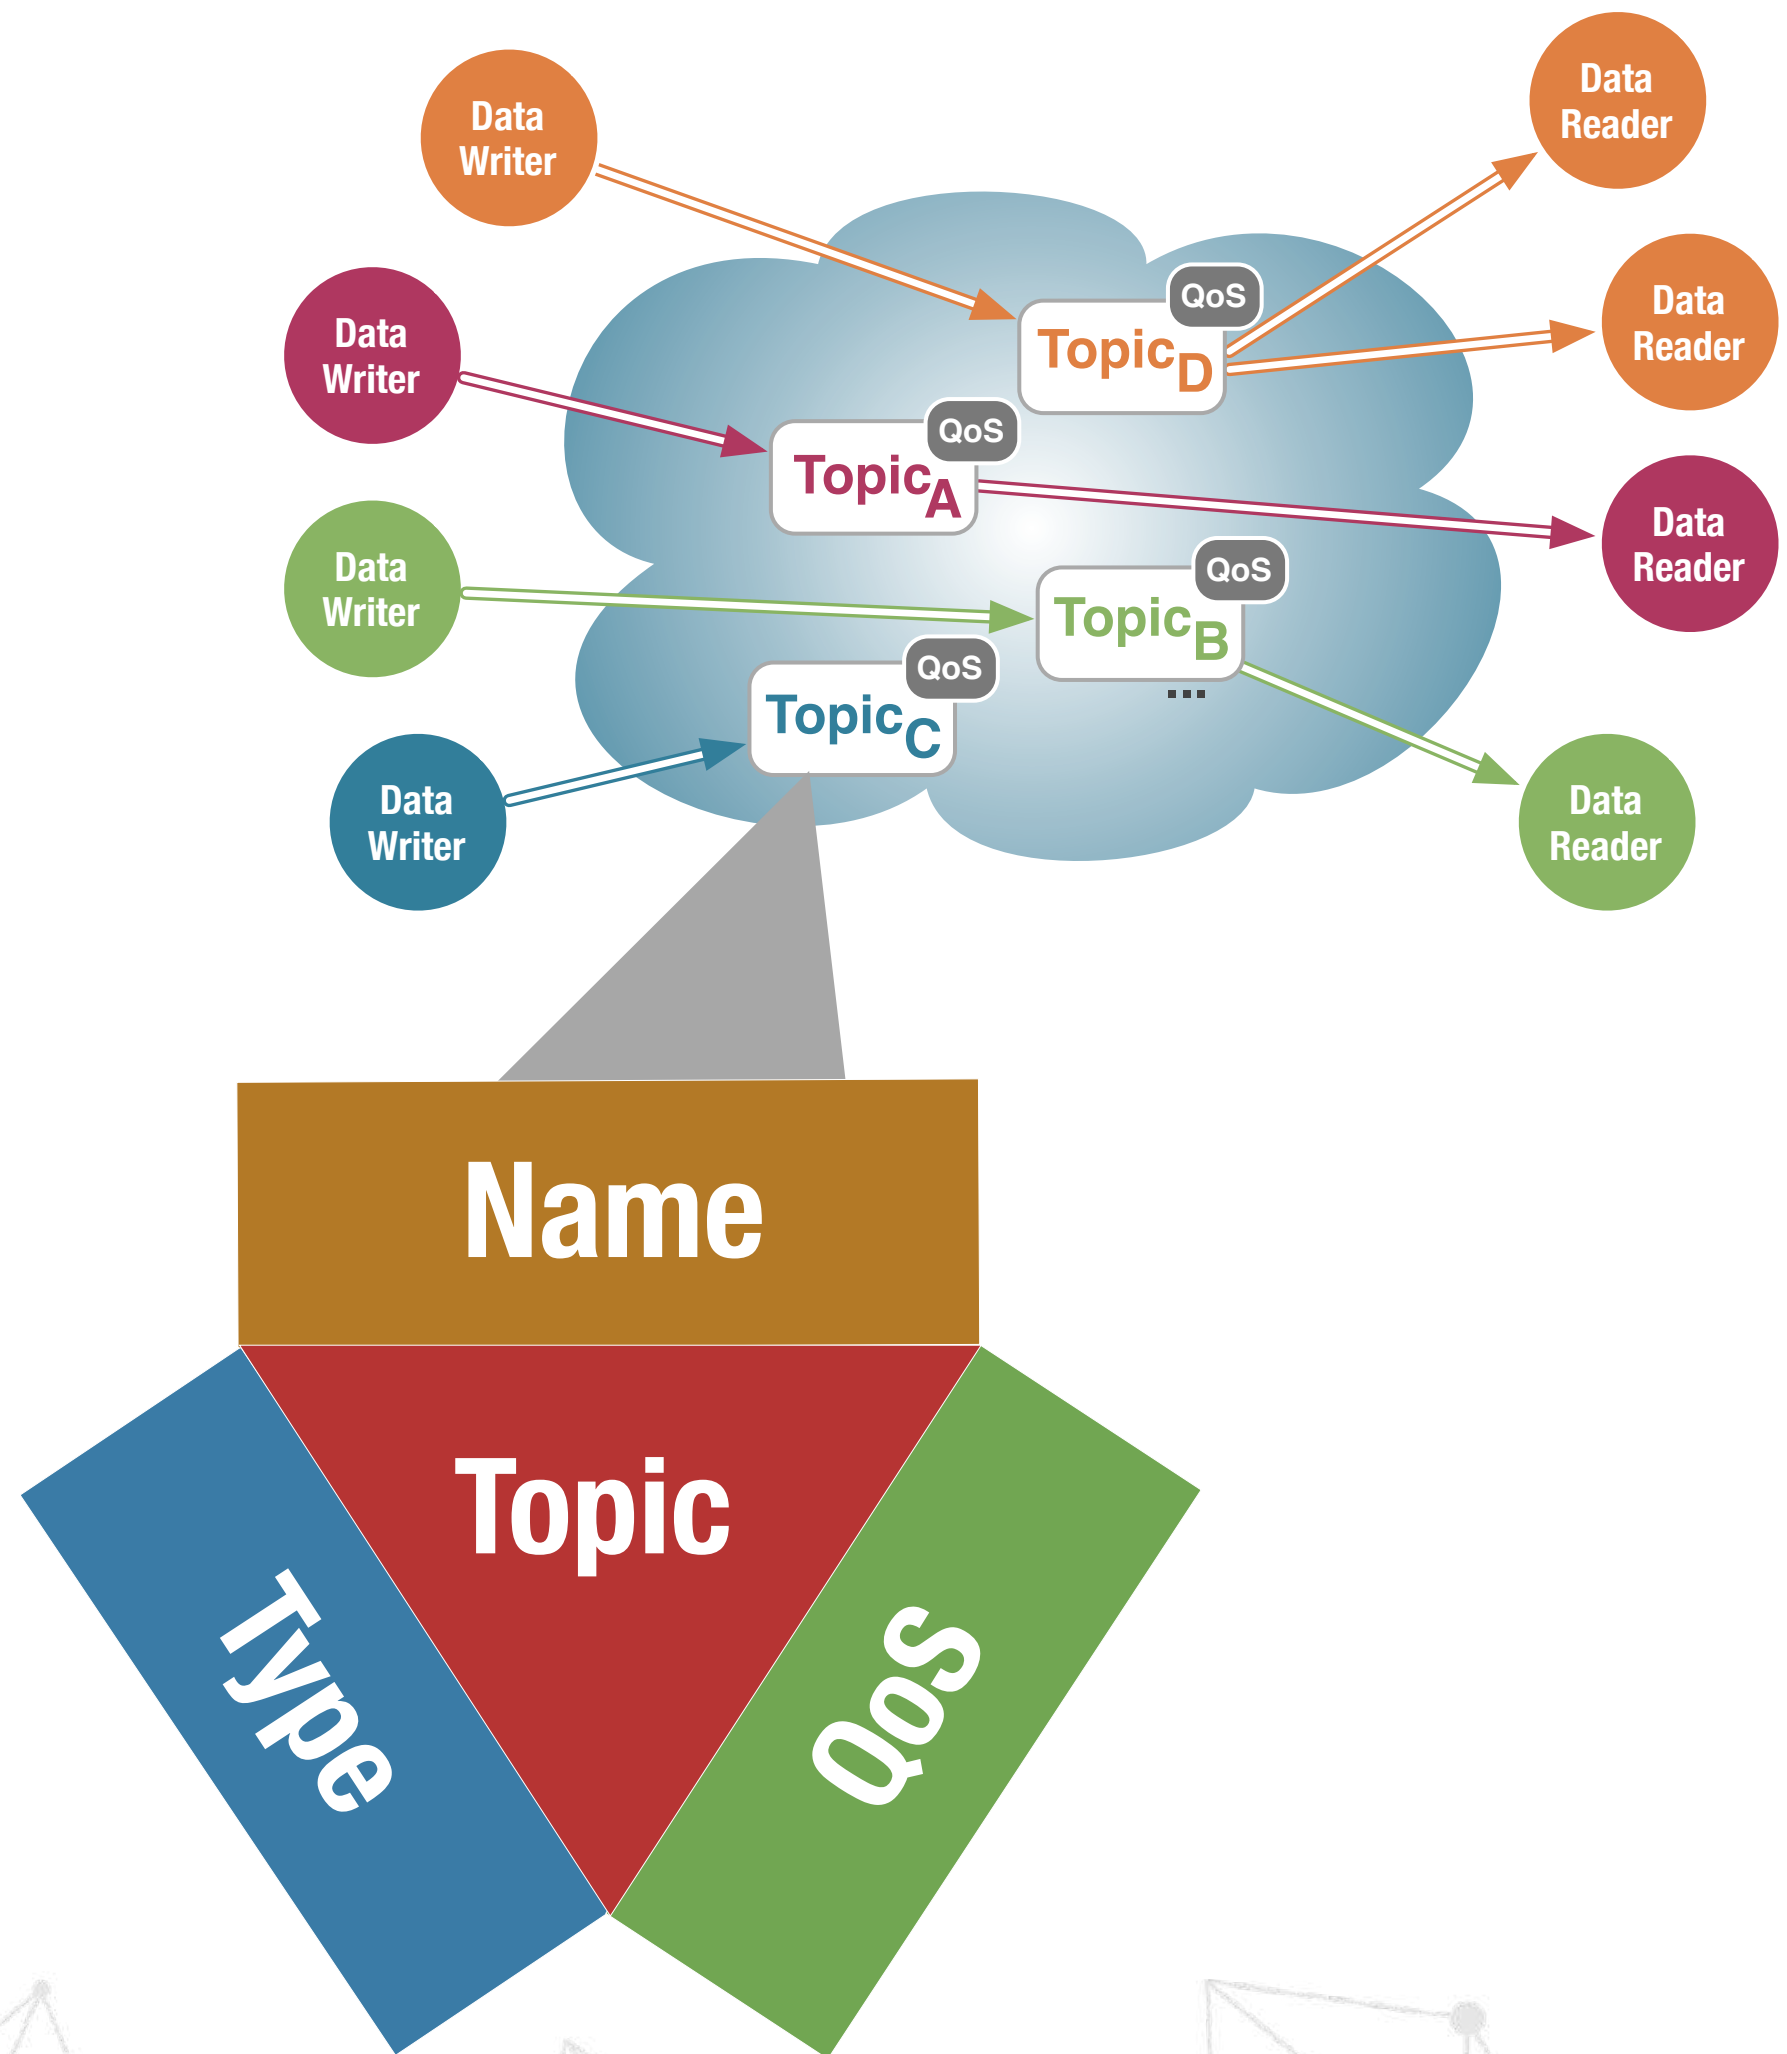 Data
Writer
Data
Reader
Data
Writer
Data
Reader
QoS
TopicD
QoS
TopicA
Data
Reader
Data
Writer
QoS
TopicB
...
QoS
TopicC
Data
Writer
Data
Reader
Name
Topic
Type
QoS